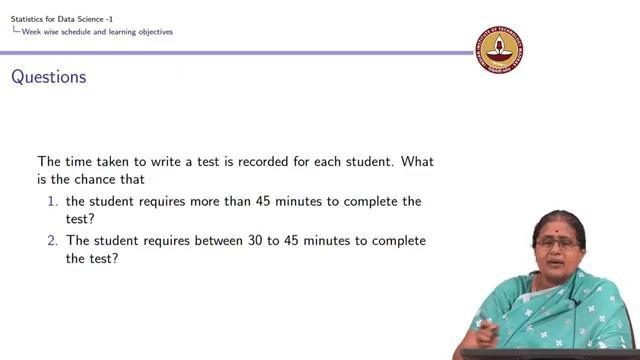 Statistics for Data Science -1
Week wise schedule and learning objectives
Questions
The time taken to write a test is recorded for each student. What
is the chance that
1. the student requires more than 45 minutes to complete the
test?
2. The student requires between 30 to 45 minutes to complete
the test?